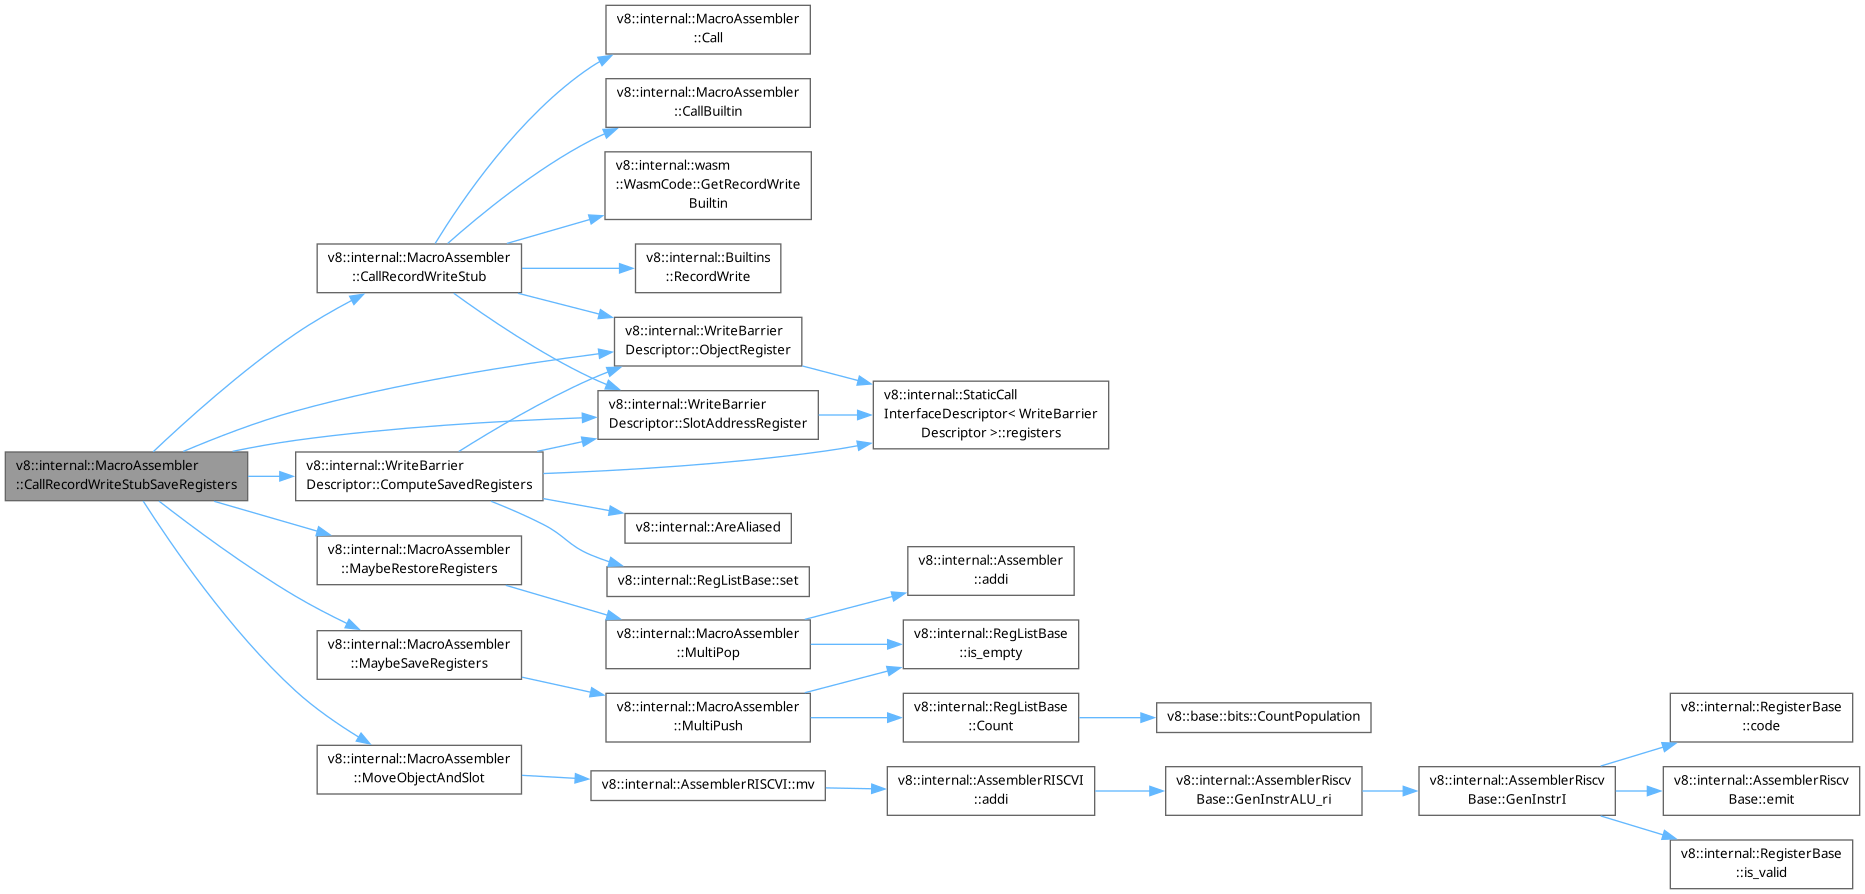 v8::internal::MacroAssembler
::CallRecordWriteStubSaveRegisters
v8::internal::MacroAssembler
::CallRecordWriteStub
v8::internal::WriteBarrier
Descriptor::ComputeSavedRegisters
v8::internal::MacroAssembler
::MaybeRestoreRegisters
v8::internal::MacroAssembler
::MaybeSaveRegisters
v8::internal::MacroAssembler
::MoveObjectAndSlot
v8::internal::MacroAssembler
::Call
v8::internal::MacroAssembler
::CallBuiltin
v8::internal::wasm
::WasmCode::GetRecordWrite
Builtin
v8::internal::Builtins
::RecordWrite
v8::internal::WriteBarrier
Descriptor::ObjectRegister
v8::internal::WriteBarrier
Descriptor::SlotAddressRegister
v8::internal::AreAliased
v8::internal::RegListBase::set
v8::internal::MacroAssembler
::MultiPop
v8::internal::MacroAssembler
::MultiPush
v8::internal::AssemblerRISCVI::mv
v8::internal::StaticCall
InterfaceDescriptor< WriteBarrier
Descriptor >::registers
v8::internal::Assembler
::addi
v8::internal::RegListBase
::is_empty
v8::internal::RegListBase
::Count
v8::internal::AssemblerRISCVI
::addi
v8::base::bits::CountPopulation
v8::internal::AssemblerRiscv
Base::GenInstrALU_ri
v8::internal::AssemblerRiscv
Base::GenInstrI
v8::internal::RegisterBase
::code
v8::internal::AssemblerRiscv
Base::emit
v8::internal::RegisterBase
::is_valid